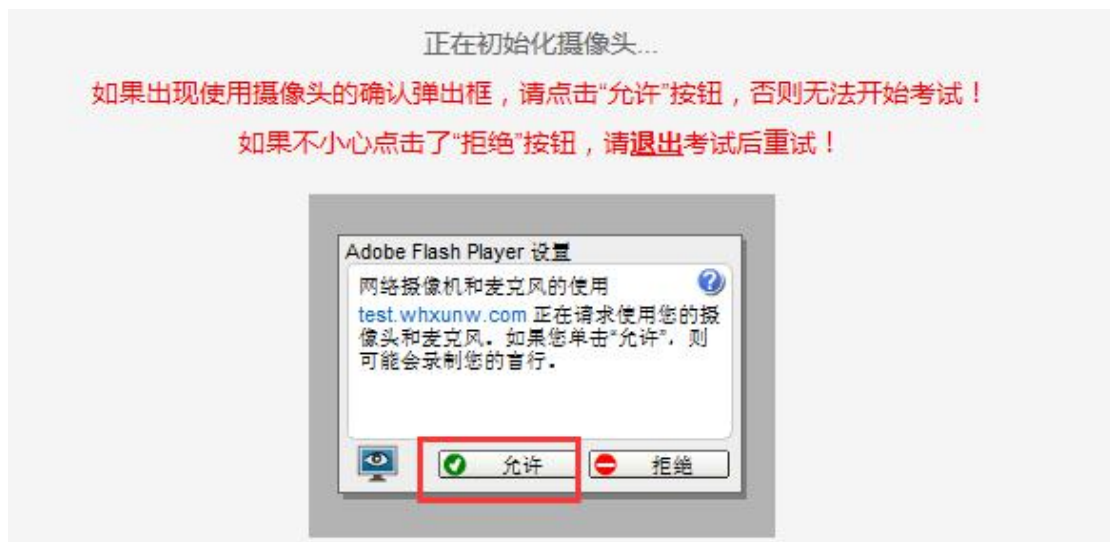 正在初始化摄像头...
如果出现使用摄像头的确认弹出框，请点击“允许”按钮，否则无法开始考试！
如果不小心点击了“拒绝”按钮，请退出考试后重试！
Adobe Flash Player 设置
网络摄像机和麦克风的使用
test.whxunw.com 正在请求使用您的摄
像头和麦克风。如果您单击“允许”，则
可能会录制您的言行。
允许
拒绝